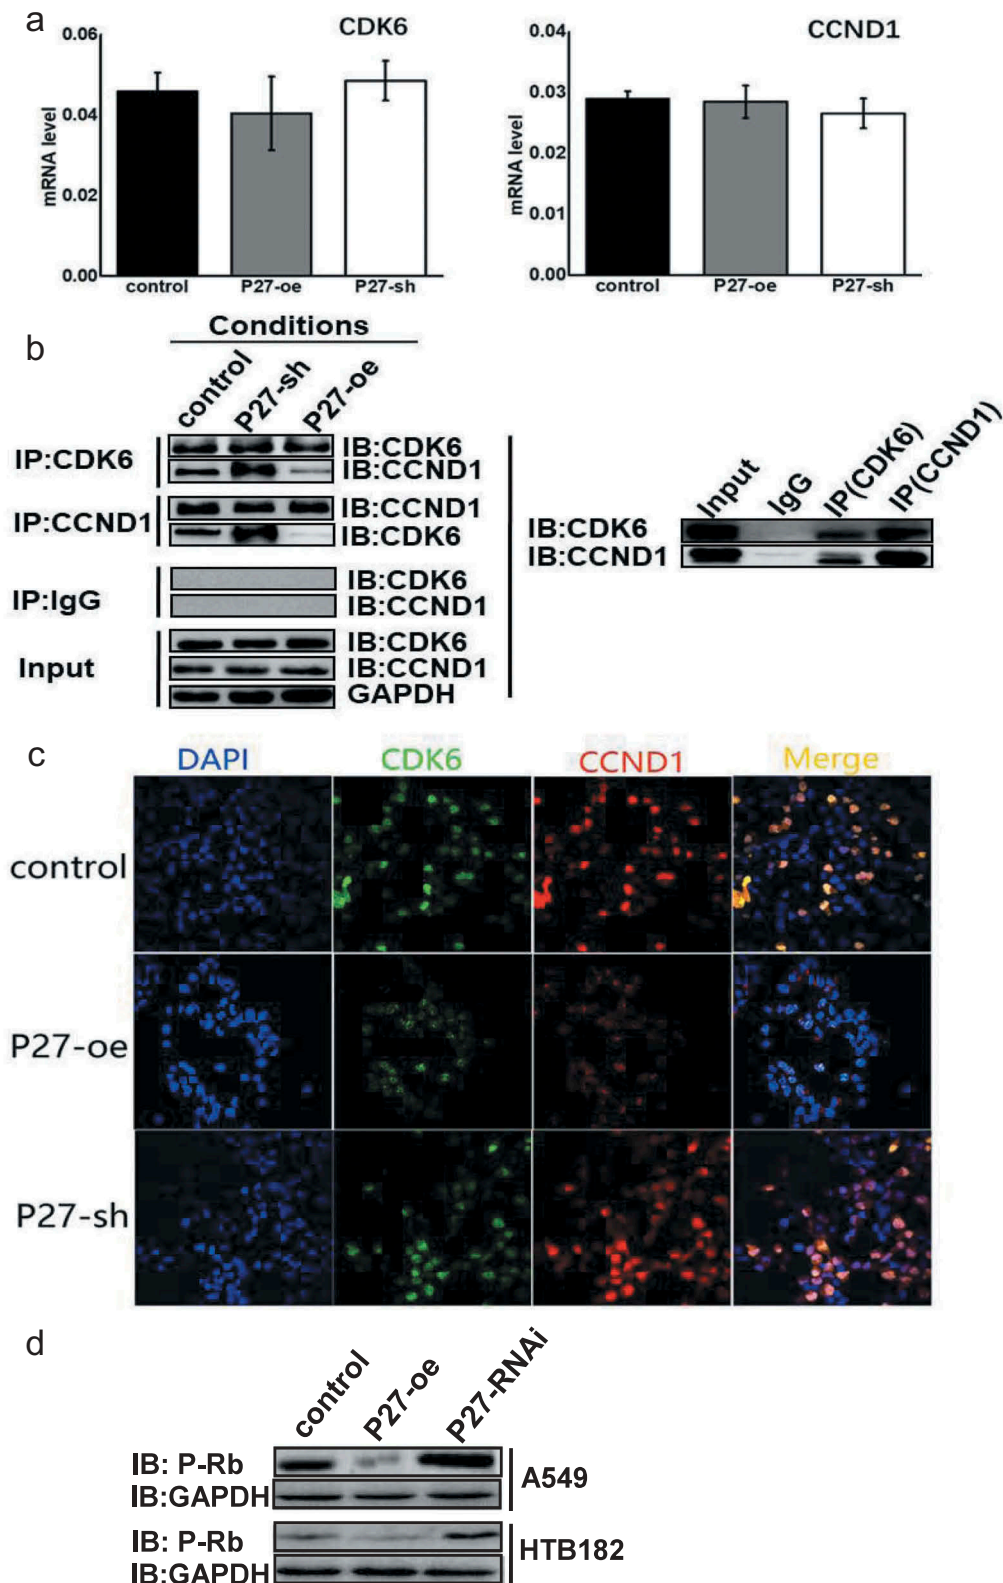 a
CDK6
mRNA level
0.06
0.04
0.02
0.00
control P27-oe P27-sh
CCND1
mRNA level
0.04
0.03
0.02
0.01
0.00
control P27-oe P27-sh
b
Conditions
control P27-sh P27-oe
IP:CDK6
IB:CDK6
IB:CCND1
IP:CCND1
IB:CCND1
IB:CDK6
IP:IgG
IB:CDK6
IB:CCND1
Input
IB:CDK6
IB:CCND1
GAPDH
Input IgG IP(CDK6) IP(CCND1)
IB:CDK6
IB:CCND1
c
DAPI CDK6 CCND1 Merge
control
P27-oe
P27-sh
d
control P27-oe P27-RNAi
IB: P-Rb
IB:GAPDH
A549
IB: P-Rb
IB:GAPDH
HTB182